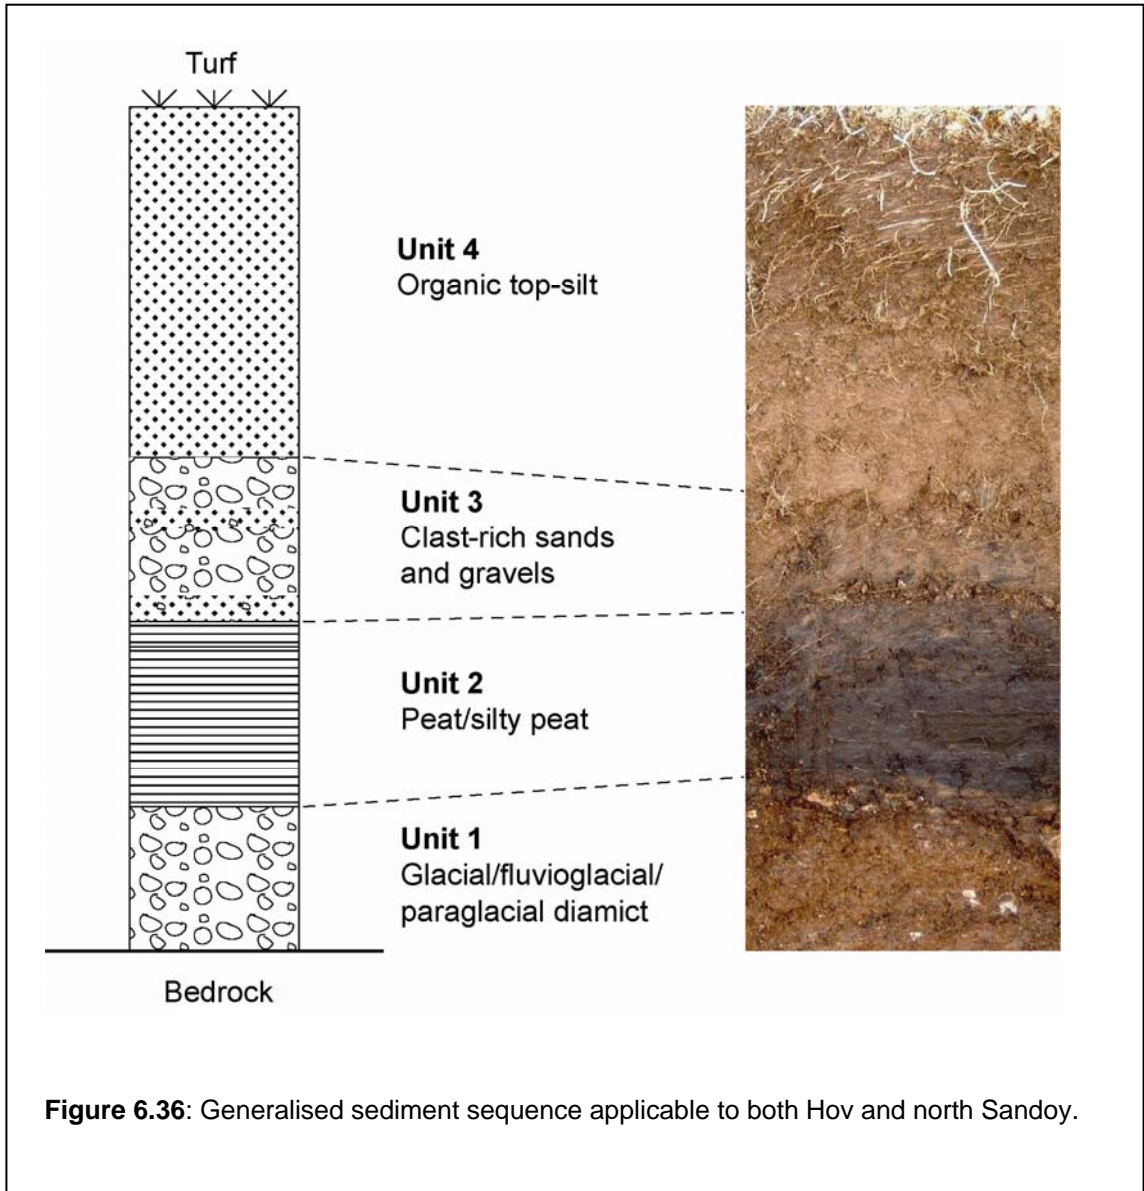 Turf
Unit 4
Organic top-silt
Unit 3
Clast-rich sands
and gravels
Unit 2
Peat/silty peat
Unit 1
Glacial/fluvioglacial/
paraglacial diamict
Bedrock
Figure 6.36: Generalised sediment sequence applicable to both Hov and north Sandoy.